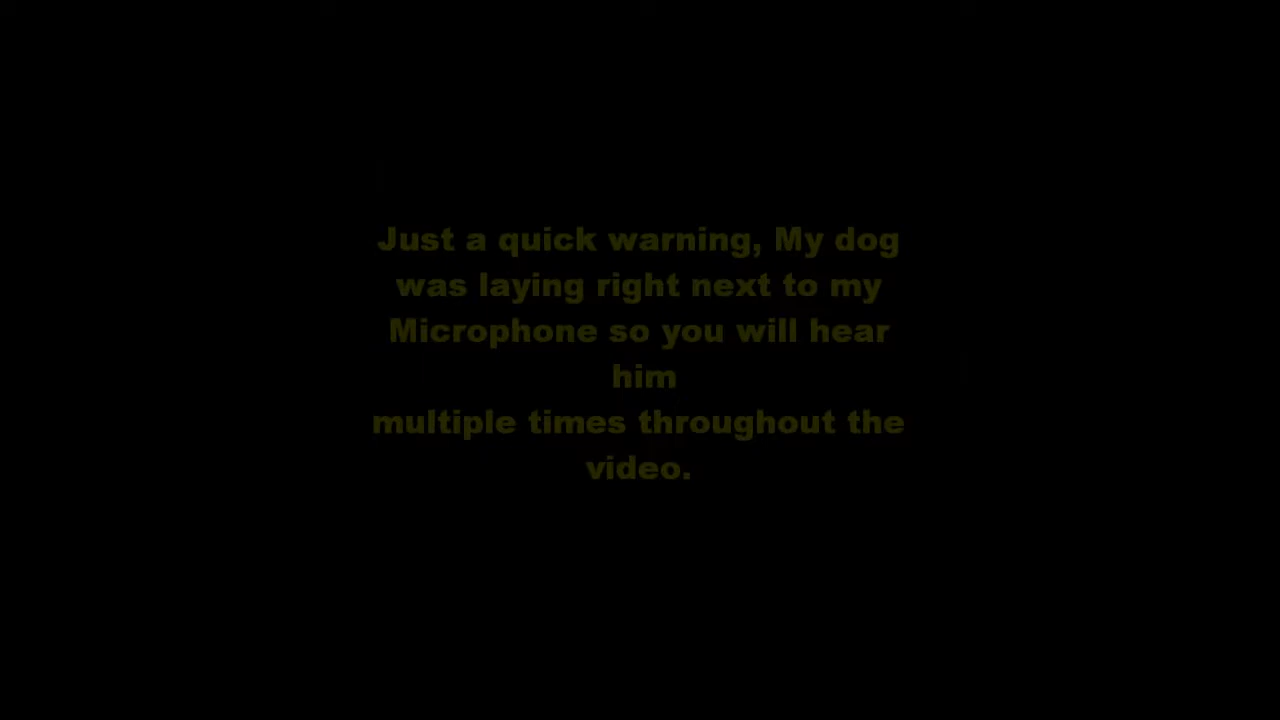 Just a quick warning, My dog
was laying right next to my
Microphone so you will hear
him
multiple times throughout the
video.